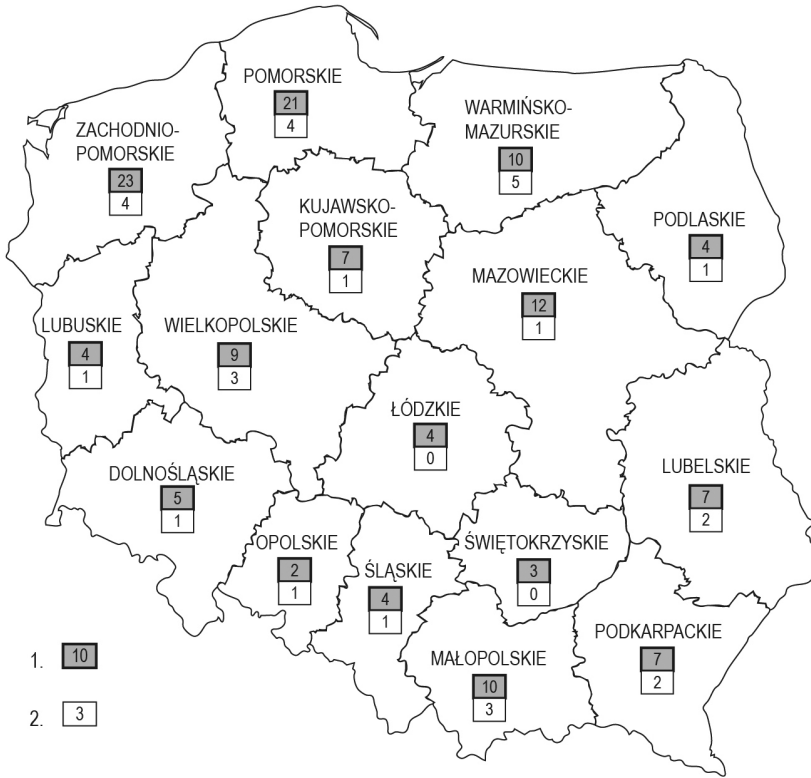 POMORSKIE
21
4
ZACHODNIO-
POMORSKIE
23
4
WARMIŃSKO-
MAZURSKIE
10
5
KUJAWSKO-
POMORSKIE
7
1
PODLASKIE
4
1
MAZOWIECKIE
12
1
LUBUSKIE
4
1
WIELKOPOLSKIE
9
3
ŁÓDZKIE
4
0
LUBELSKIE
7
2
DOLNOŚLĄSKIE
5
1
OPOLSKIE
2
1
ŚLĄSKIE
4
1
ŚWIĘTOKRZYSKIE
3
0
MAŁOPOLSKIE
10
3
PODKARPACKIE
7
2
1. 10
2. 3